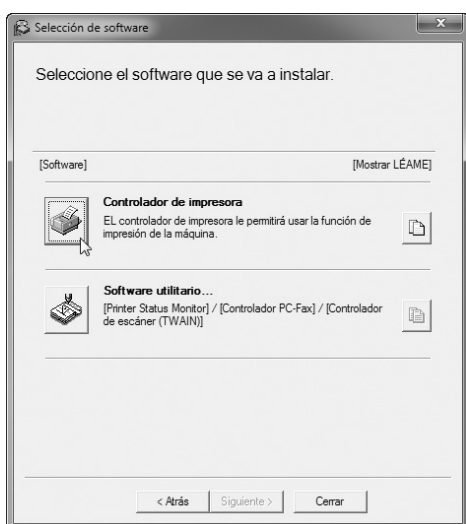 Selección de software
Seleccione el software que se va a instalar.
[Software] [Mostrar LÉAME]
Controlador de impresora
EL controlador de impresora le permitirá usar la función de
impresión de la máquina.
Software utilitario...
[Printer Status Monitor] / [Controlador PC-Fax] / [Controlador
de escáner (TWAIN)]
< Atrás Siguiente > Cerrar